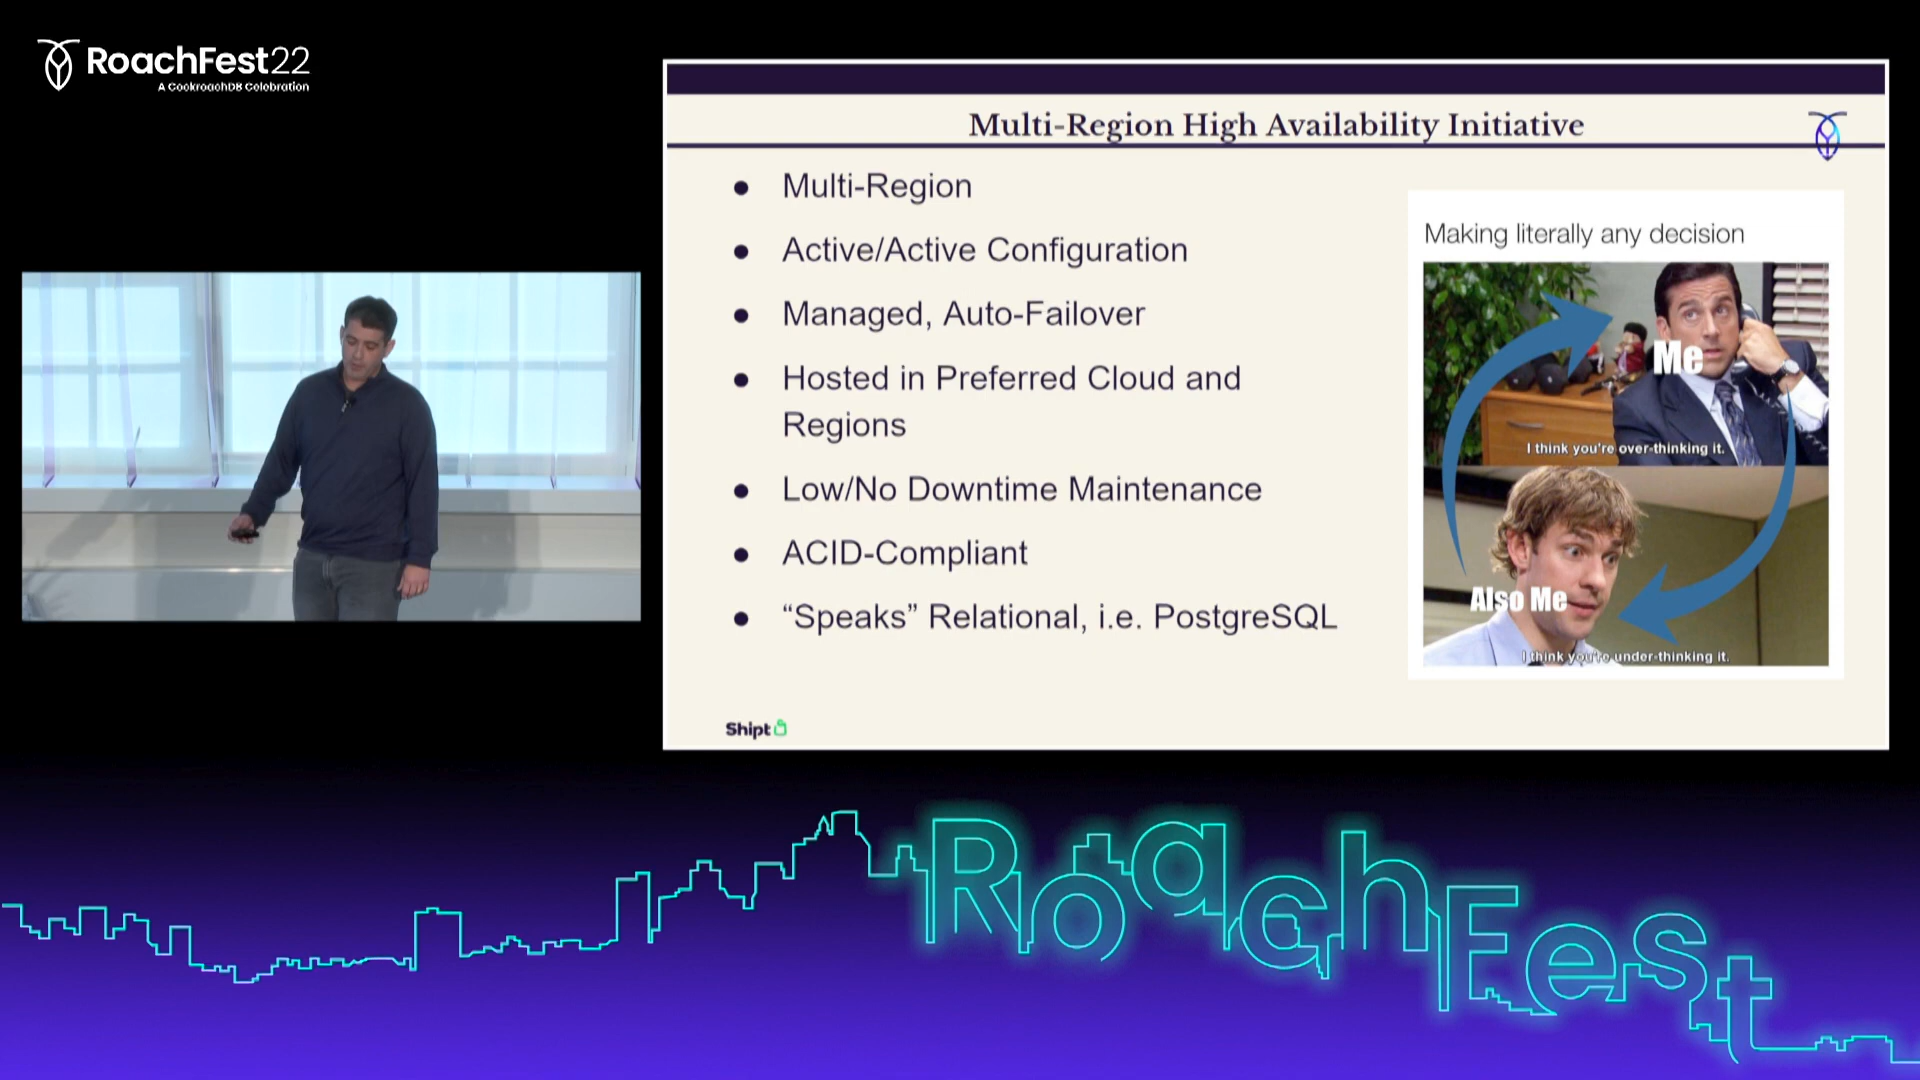 RoachFest22
A CockroachDB Celebration
Multi-Region High Availability Initiative
● Multi-Region
● Active/Active Configuration
● Managed, Auto-Failover
● Hosted in Preferred Cloud and
Regions
● Low/No Downtime Maintenance
● ACID-Compliant
● “Speaks” Relational, i.e. PostgreSQL
Making literally any decision
Me
I think you're over-thinking it.
Also Me
I think you're under-thinking it.
Shipt
RoachFest